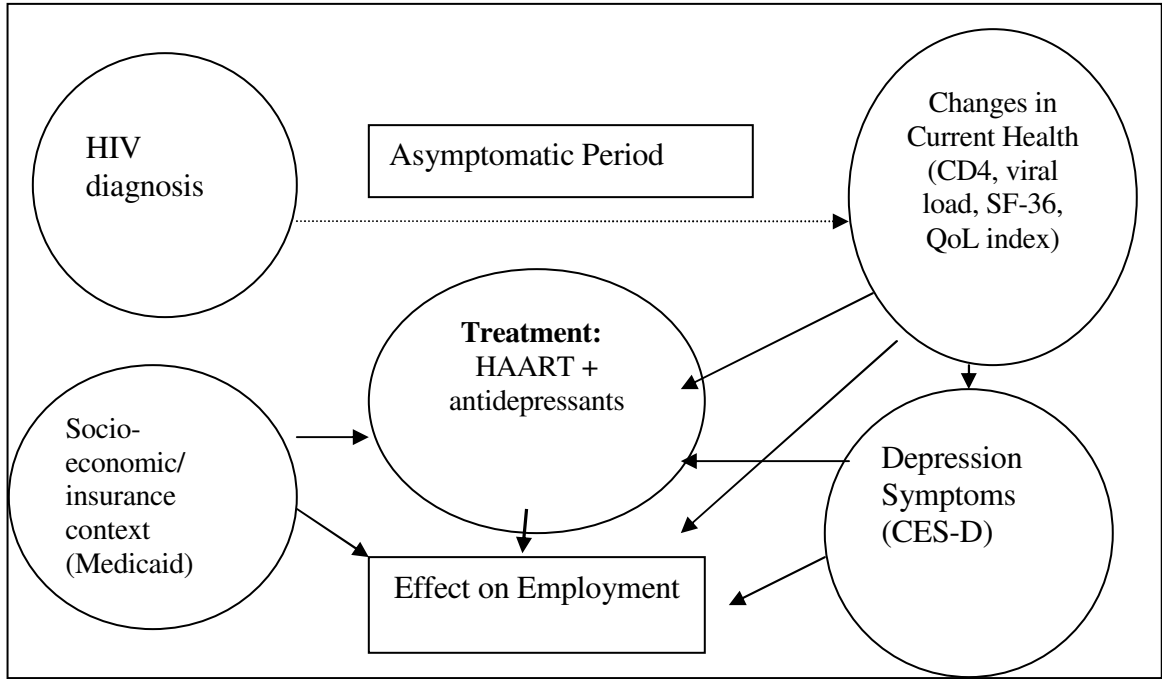 HIV
diagnosis
Asymptomatic Period
Changes in
Current Health
(CD4, viral
load, SF-36,
QoL index)
Treatment:
HAART +
antidepressants
Socio-
economic/
insurance
context
(Medicaid)
Depression
Symptoms
(CES-D)
Effect on Employment